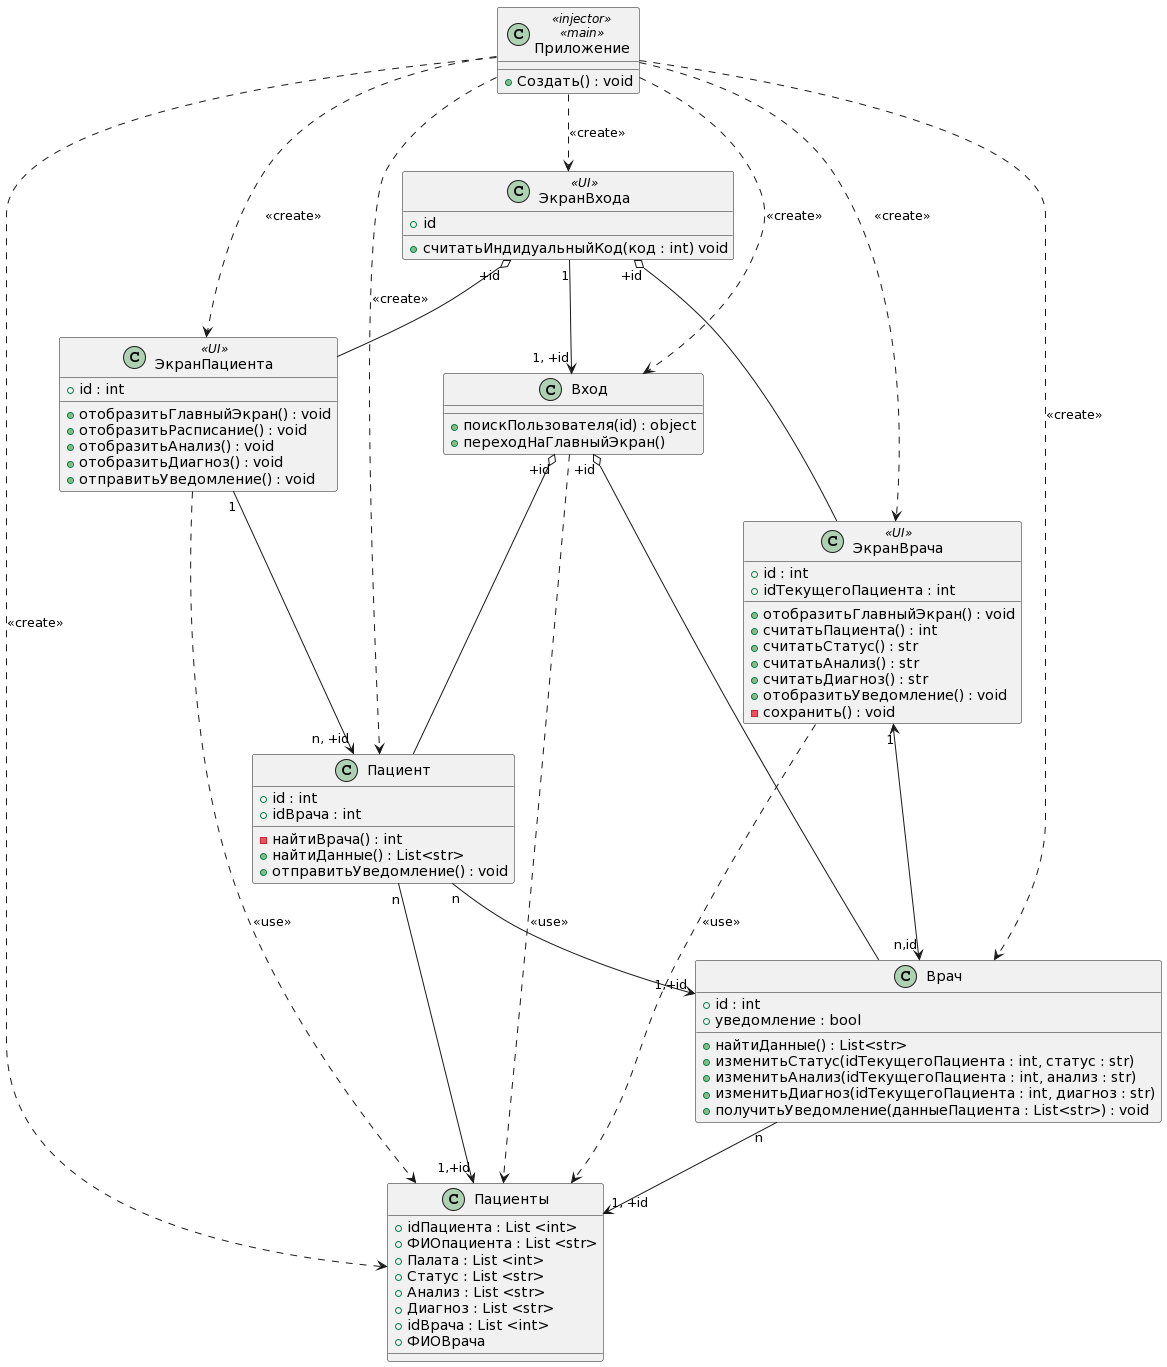 «injector»
«main»
C Приложение
Создать() : void
«create»
«create»
«create»
«create»
«create»
«create»
«create»
C «UI»
ЭкранВхода
id
считатьИндидуальныйКод(код : int) void
+id
1
+id
1, +id
C «UI»
ЭкранПациента
id : int
отобразитьГлавныйЭкран() : void
отобразитьРасписание() : void
отобразитьАнализ() : void
отобразитьДиагноз() : void
отправитьУведомление() : void
1
C Вход
поискПользователя(id) : object
переходНаГлавныйЭкран()
+id
+id
C «UI»
ЭкранВрача
id : int
idТекущегоПациента : int
отобразитьГлавныйЭкран() : void
считатьПациента() : int
считатьСтатус() : str
считатьАнализ() : str
считатьДиагноз() : str
отобразитьУведомление() : void
сохранить() : void
1
n, +id
C Пациент
id : int
idВрача : int
найтиВрача() : int
найтиДанные() : List<str>
отправитьУведомление() : void
n
n
«use»
«use»
«use»
n,id
1,+id
C Врач
id : int
уведомление : bool
найтиДанные() : List<str>
изменитьСтатус(idТекущегоПациента : int, статус : str)
изменитьАнализ(idТекущегоПациента : int, анализ : str)
изменитьДиагноз(idТекущегоПациента : int, диагноз : str)
получитьУведомление(данныеПациента : List<str>) : void
n
1,+id
1, +id
C Пациенты
idПациента : List <int>
ФИОпациента : List <str>
Палата : List <int>
Статус : List <str>
Анализ : List <str>
Диагноз : List <str>
idВрача : List <int>
ФИОВрача